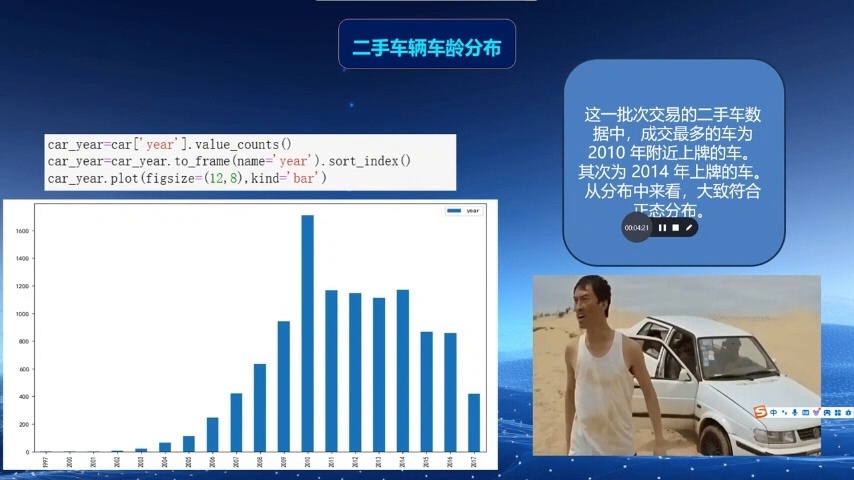 二手车辆车龄分布
car_year=car['year'].value_counts()
car_year=car_year.to_frame(name='year').sort_index()
car_year.plot(figsize=(12,8),kind='bar')
这一批次交易的二手车数
据中，成交最多的车为
2010 年附近上牌的车。
其次为 2014 年上牌的车。
从分布中来看，大致符合
正态分布。
00:04:21
year
1600
1400
1200
1000
800
600
400
200
0
1997 2000 2001 2002 2003 2004 2005 2006 2007 2008 2009 2010 2011 2012 2013 2014 2015 2016 2017
中